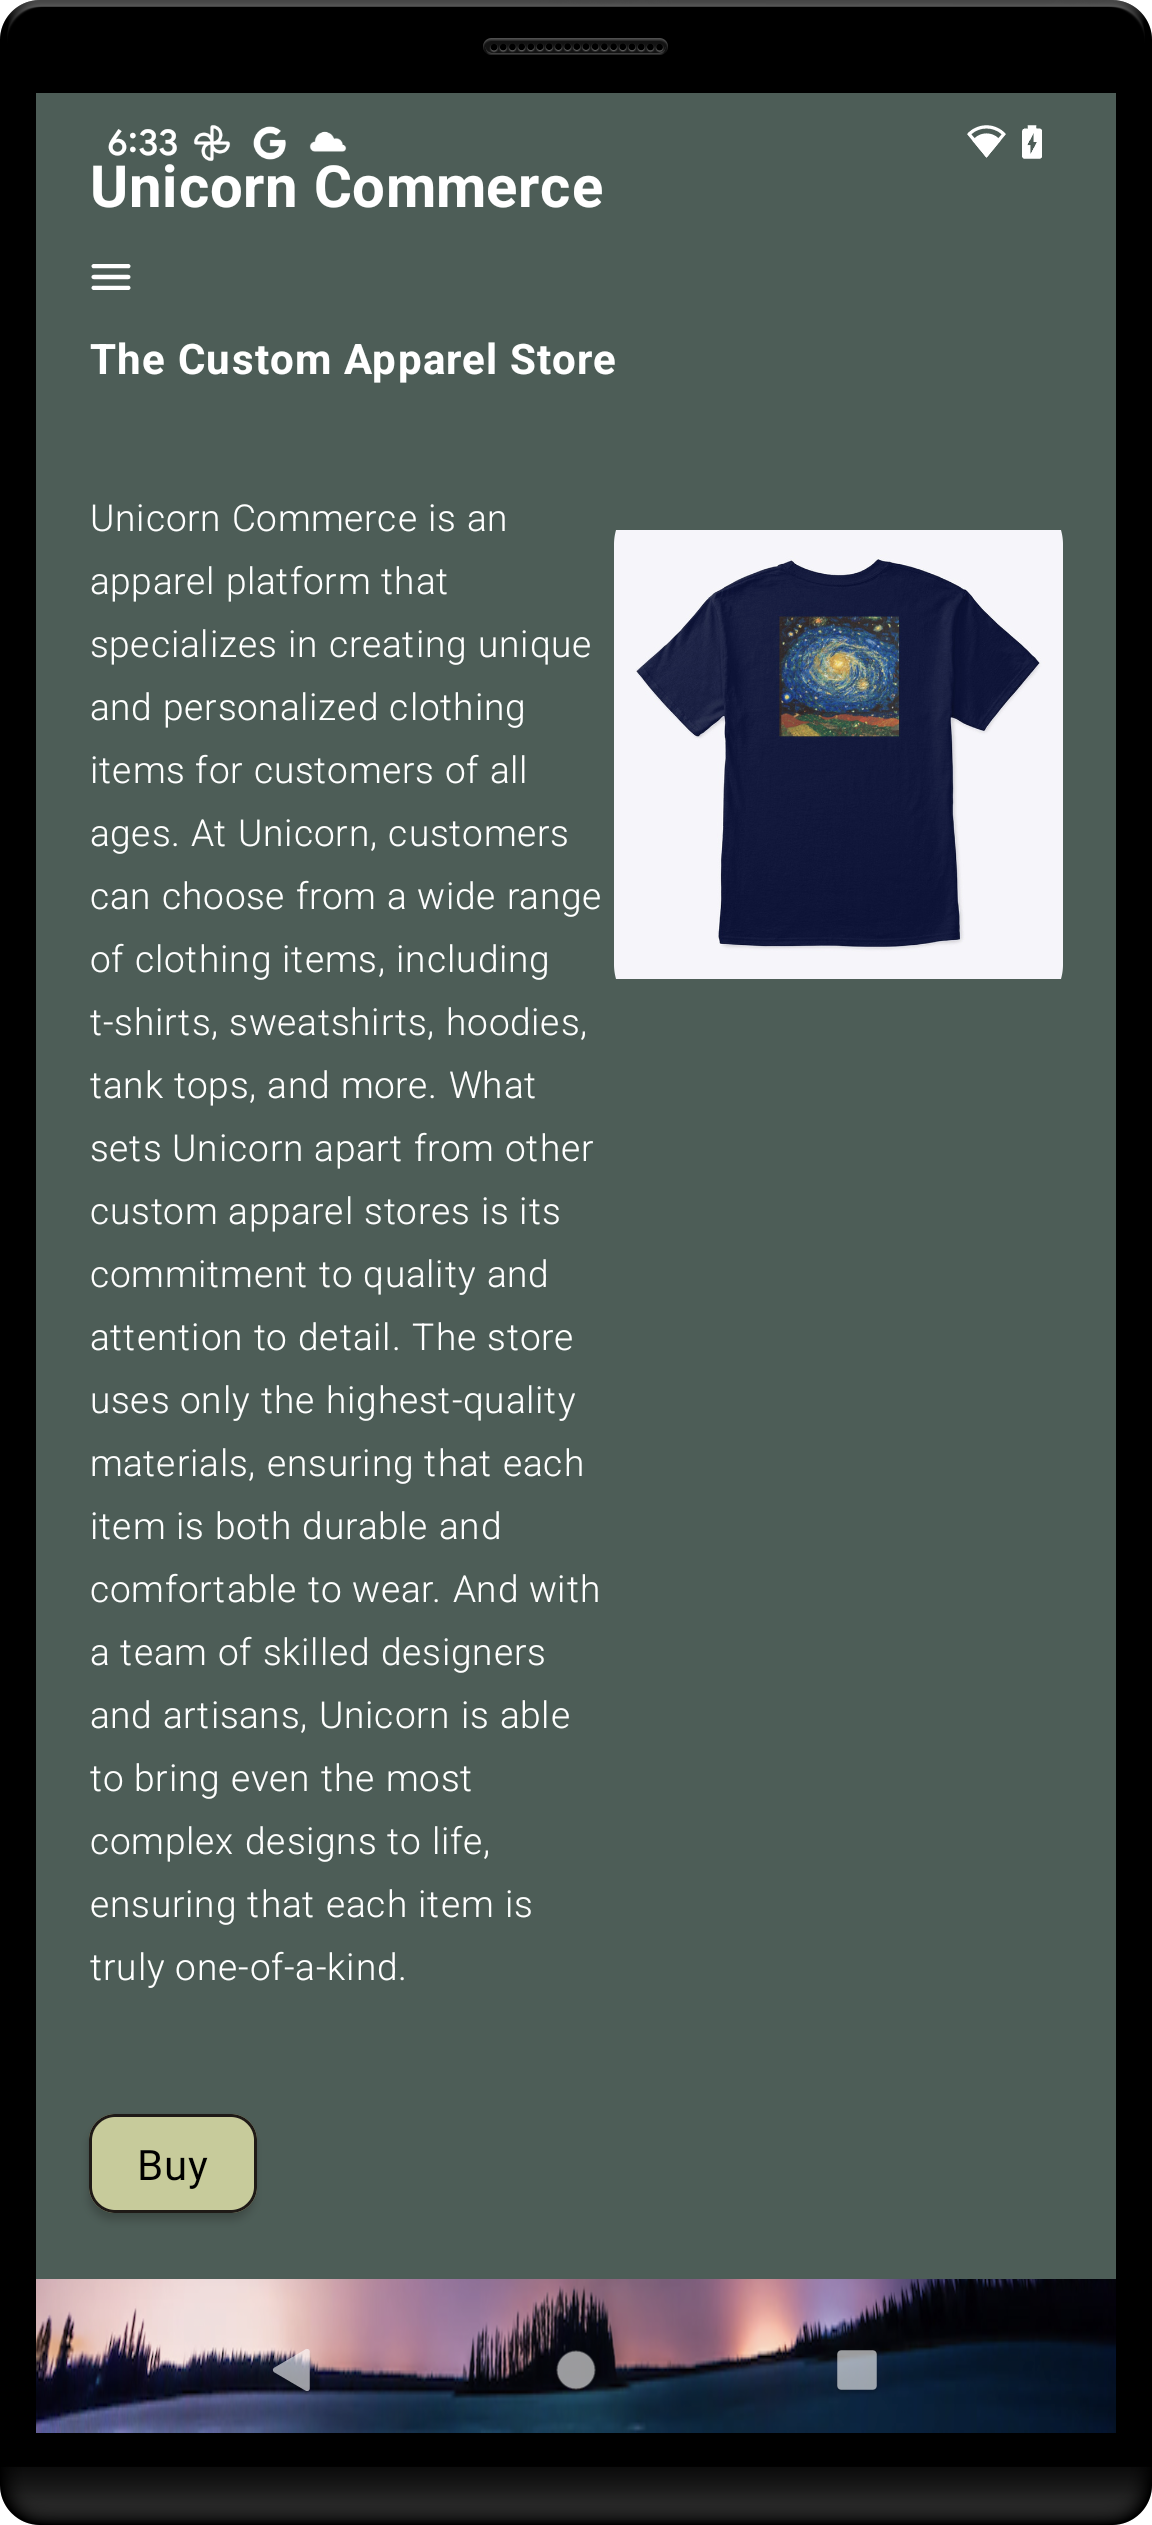 6:33
Unicorn Commerce
The Custom Apparel Store
Unicorn Commerce is an
apparel platform that
specializes in creating unique
and personalized clothing
items for customers of all
ages. At Unicorn, customers
can choose from a wide range
of clothing items, including
t-shirts, sweatshirts, hoodies,
tank tops, and more. What
sets Unicorn apart from other
custom apparel stores is its
commitment to quality and
attention to detail. The store
uses only the highest-quality
materials, ensuring that each
item is both durable and
comfortable to wear. And with
a team of skilled designers
and artisans, Unicorn is able
to bring even the most
complex designs to life,
ensuring that each item is
truly one-of-a-kind.
Buy